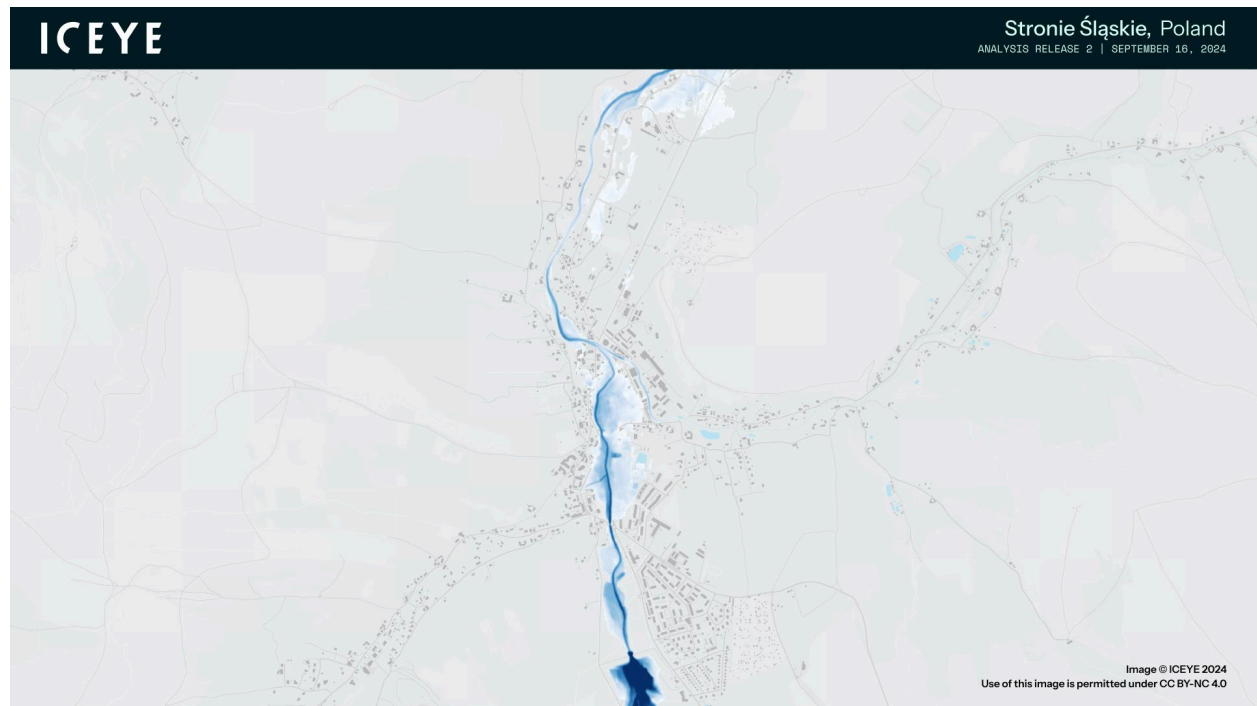 ICEYE
Stronie Śląskie, Poland
ANALYSIS RELEASE 2 | SEPTEMBER 16, 2024
Image © ICEYE 2024
Use of this image is permitted under CC BY-NC 4.0